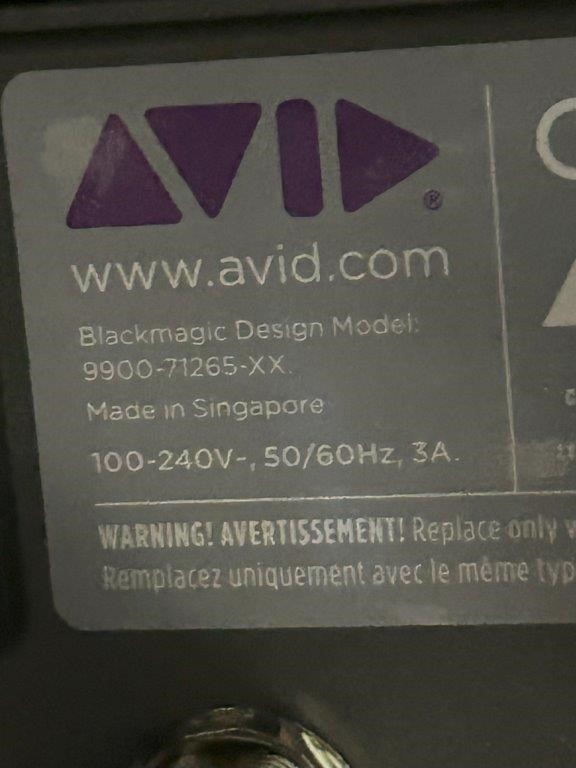 AVID®
www.avid.com
Blackmagic Design Model:
9900-71265-XX.
Made in Singapore
100-240V~, 50/60Hz, 3A.
WARNING! AVERTISSEMENT! Replace only
Remplacez uniquement avec le même typ